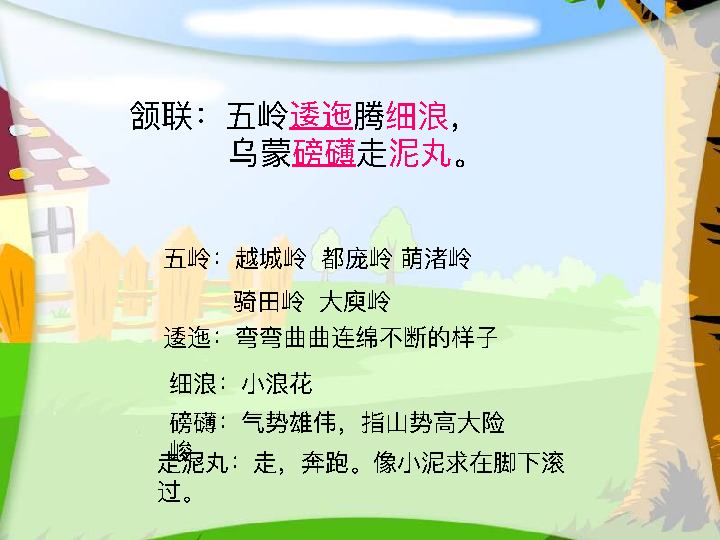 颔联：五岭逶迤腾细浪，
乌蒙磅礴走泥丸。
五岭：越城岭 都庞岭 萌渚岭
骑田岭 大庾岭
逶迤：弯弯曲曲连绵不断的样子
细浪：小浪花
磅礴：气势雄伟，指山势高大险
峻。
走泥丸：走，奔跑。像小泥求在脚下滚
过。